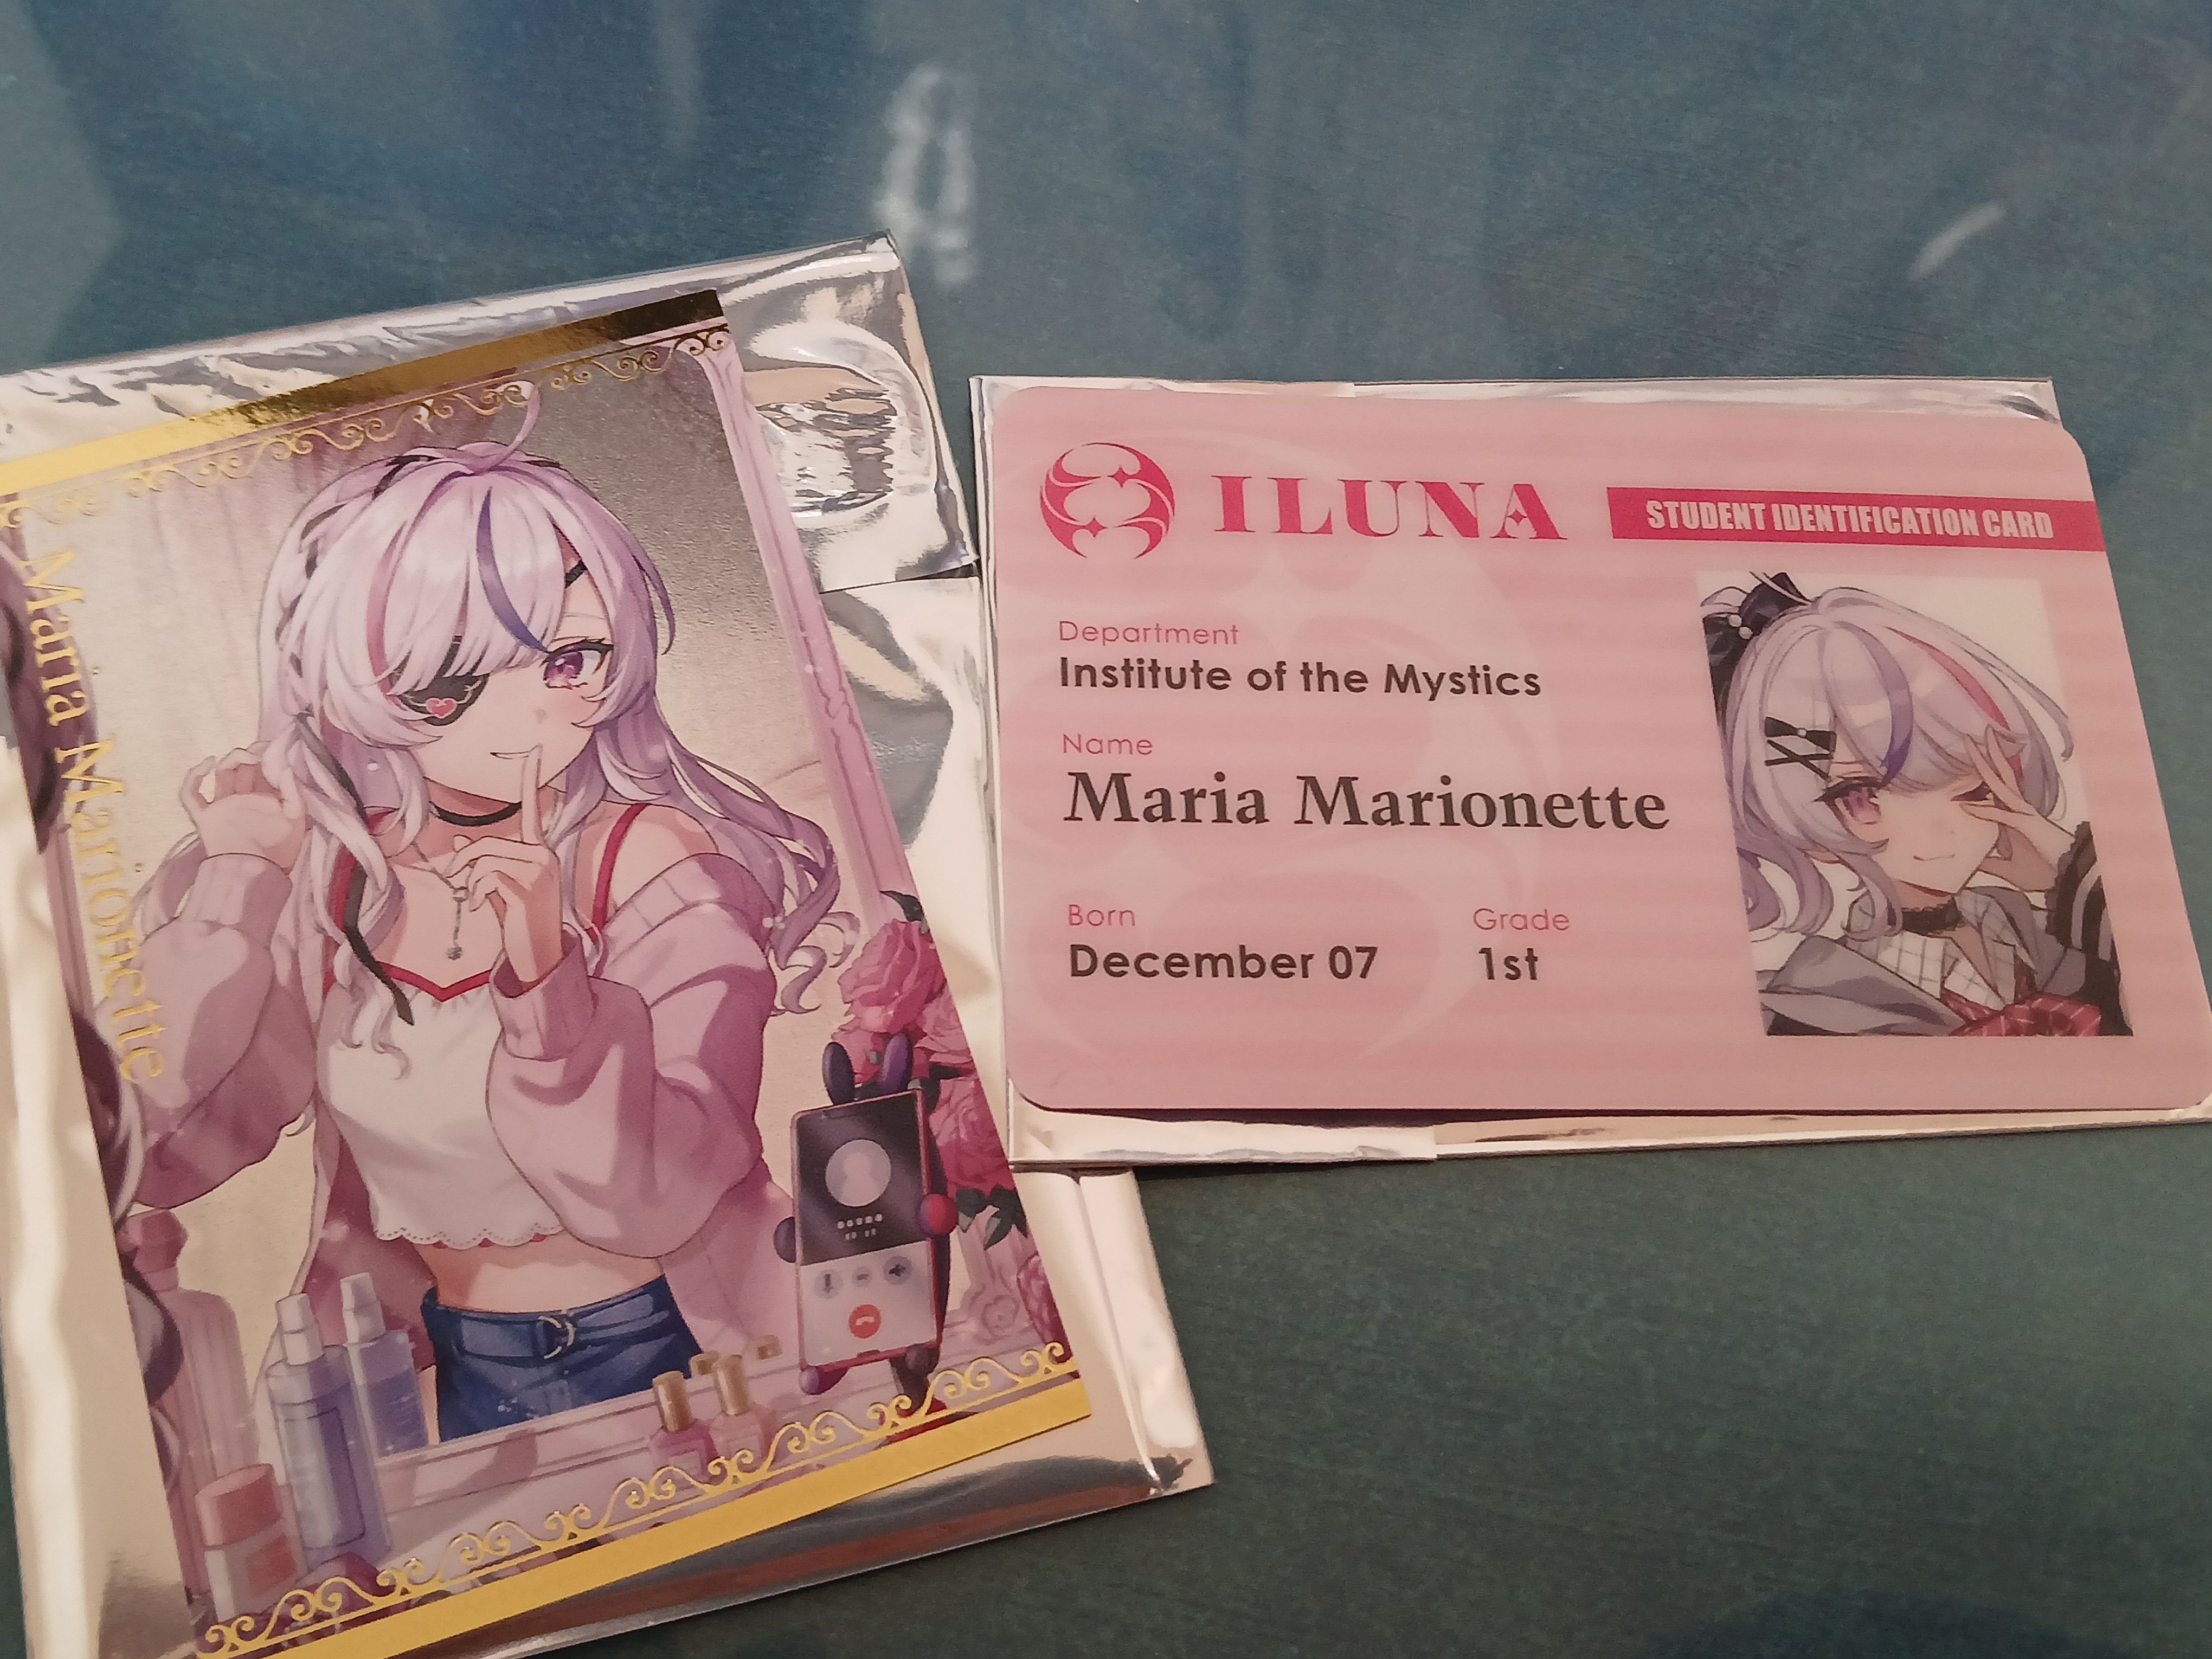 Maria Marionette
ILUNA
STUDENT IDENTIFICATION CARD
Department
Institute of the Mystics
Name
Maria Marionette
Born
December 07
Grade
1st